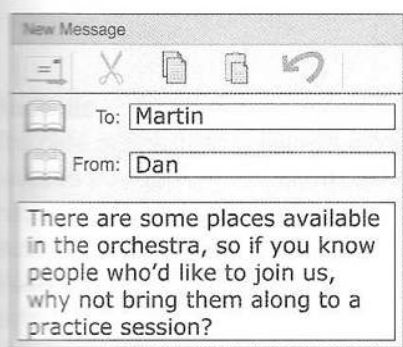 New Message
To: Martin
From: Dan
There are some places available
in the orchestra, so if you know
people who'd like to join us,
why not bring them along to a
practice session?